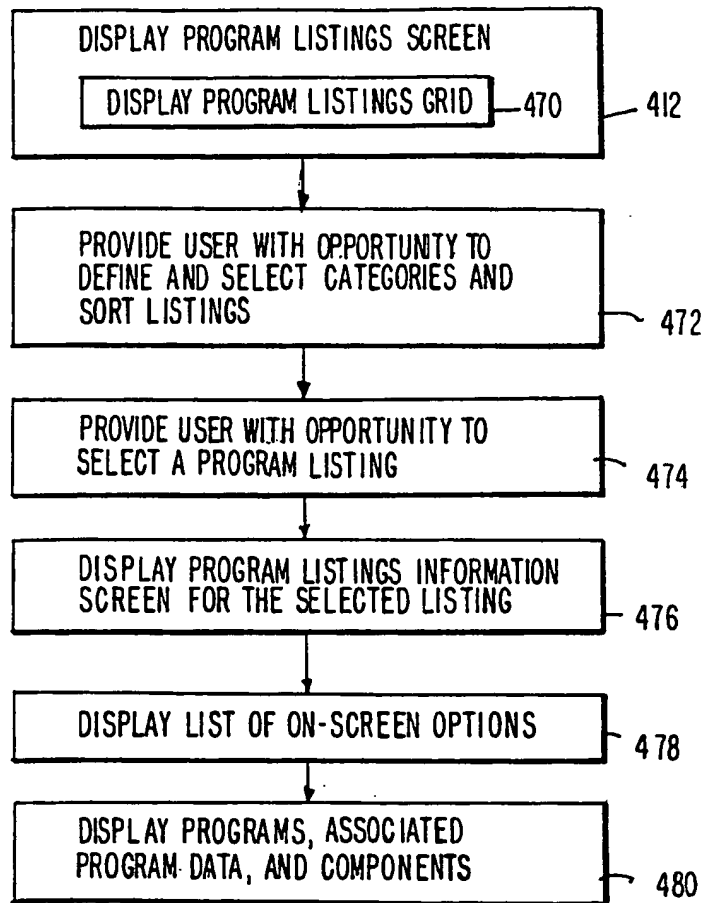 DISPLAY PROGRAM LISTINGS SCREEN
DISPLAY PROGRAM LISTINGS GRID
470
412
PROVIDE USER WITH OPPORTUNITY TO
DEFINE AND SELECT CATEGORIES AND
SORT LISTINGS
472
PROVIDE USER WITH OPPORTUNITY TO
SELECT A PROGRAM LISTING
474
DISPLAY PROGRAM LISTINGS INFORMATION
SCREEN FOR THE SELECTED LISTING
476
DISPLAY LIST OF ON-SCREEN OPTIONS
478
DISPLAY PROGRAMS, ASSOCIATED
PROGRAM DATA, AND COMPONENTS
480